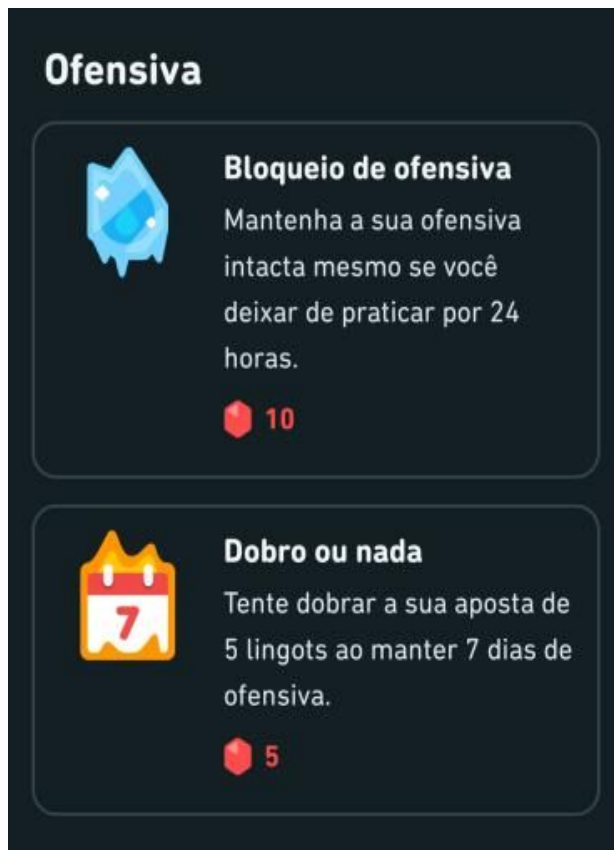 Ofensiva
Bloqueio de ofensiva
Mantenha a sua ofensiva
intacta mesmo se você
deixar de praticar por 24
horas.
10
7
Dobro ou nada
Tente dobrar a sua aposta de
5 lingots ao manter 7 dias de
ofensiva.
5